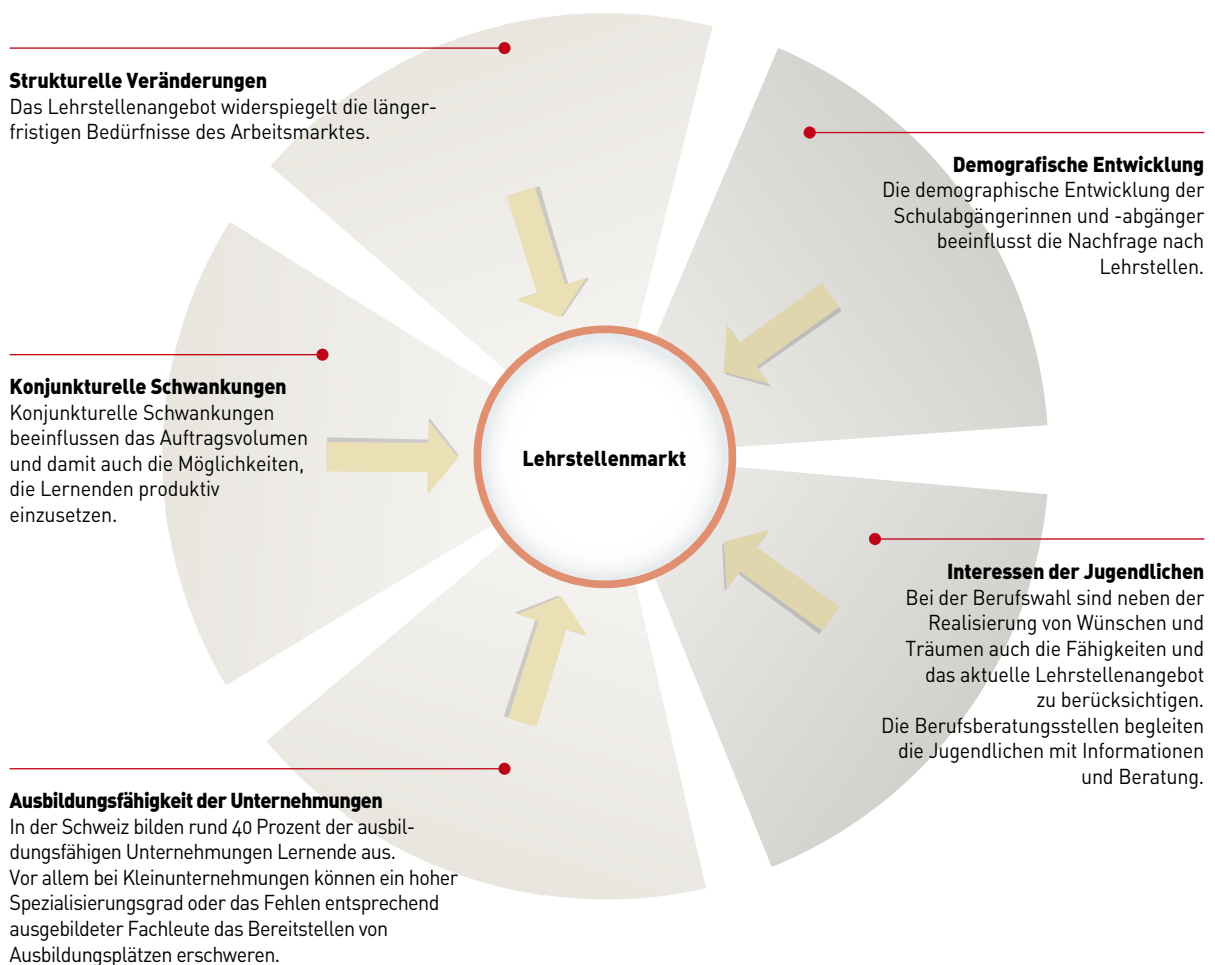 Strukturelle Veränderungen
Das Lehrstellenangebot widerspiegelt die länger-
fristigen Bedürfnisse des Arbeitsmarktes.
Demografische Entwicklung
Die demographische Entwicklung der
Schulabgängerinnen und -abgänger
beeinflusst die Nachfrage nach
Lehrstellen.
Konjunkturelle Schwankungen
Konjunkturelle Schwankungen
beeinflussen das Auftragsvolumen
und damit auch die Möglichkeiten,
die Lernenden produktiv
einzusetzen.
Lehrstellenmarkt
Interessen der Jugendlichen
Bei der Berufswahl sind neben der
Realisierung von Wünschen und
Träumen auch die Fähigkeiten und
das aktuelle Lehrstellenangebot
zu berücksichtigen.
Die Berufsberatungsstellen begleiten
die Jugendlichen mit Informationen
und Beratung.
Ausbildungsfähigkeit der Unternehmungen
In der Schweiz bilden rund 40 Prozent der ausbil-
dungsfähigen Unternehmungen Lernende aus.
Vor allem bei Kleinunternehmungen können ein hoher
Spezialisierungsgrad oder das Fehlen entsprechend
ausgebildeter Fachleute das Bereitstellen von
Ausbildungsplätzen erschweren.